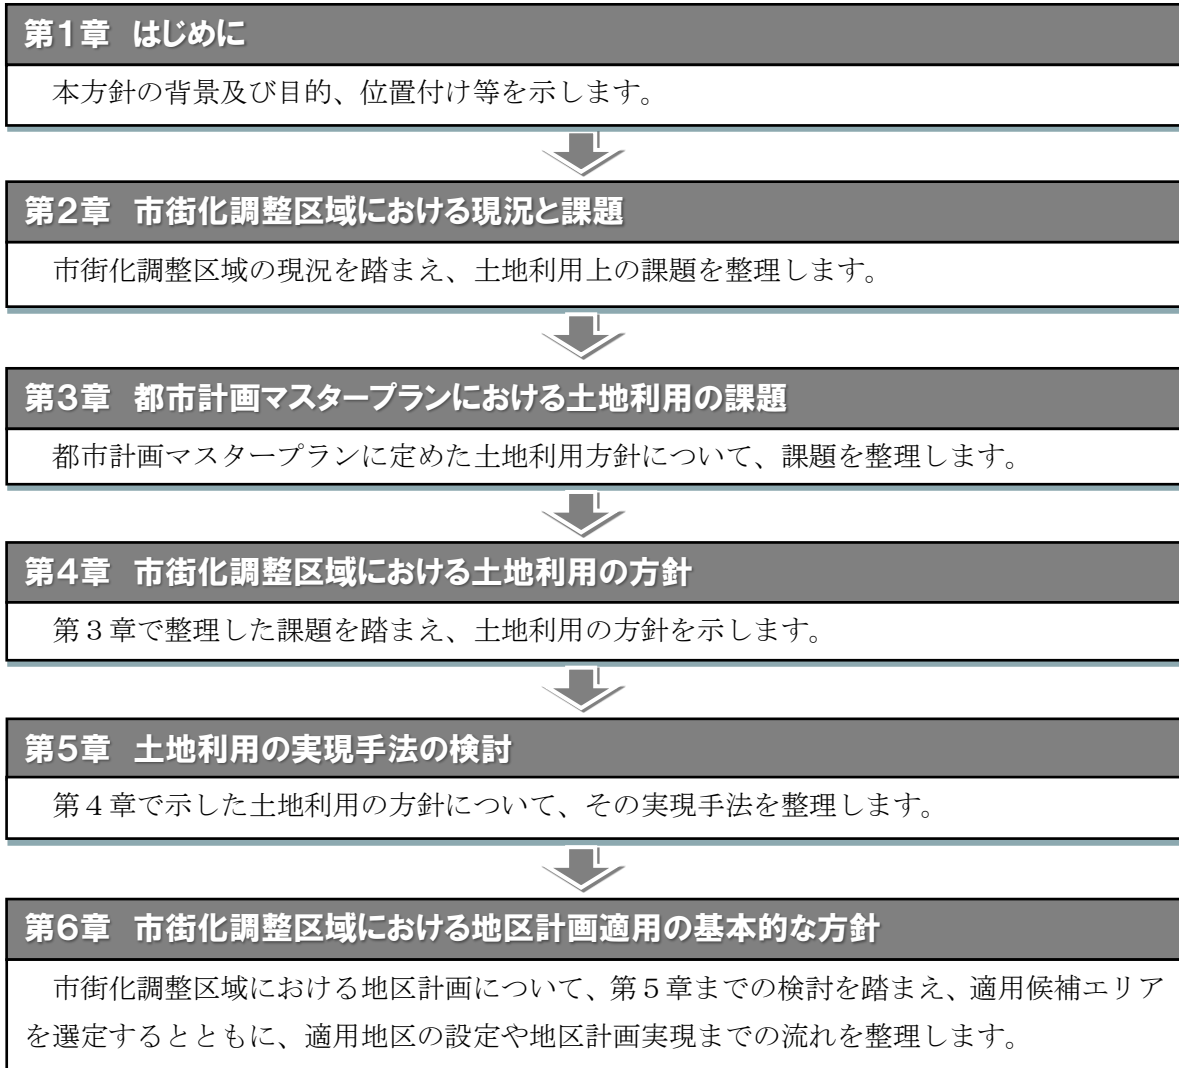 第1章 はじめに
本方針の背景及び目的、位置付け等を示します。
第2章 市街化調整区域における現況と課題
市街化調整区域の現況を踏まえ、土地利用上の課題を整理します。
第3章 都市計画マスタープランにおける土地利用の課題
都市計画マスタープランに定めた土地利用方針について、課題を整理します。
第4章 市街化調整区域における土地利用の方針
第３章で整理した課題を踏まえ、土地利用の方針を示します。
第5章 土地利用の実現手法の検討
第４章で示した土地利用の方針について、その実現手法を整理します。
第6章 市街化調整区域における地区計画適用の基本的な方針
市街化調整区域における地区計画について、第５章までの検討を踏まえ、適用候補エリア
を選定するとともに、適用地区の設定や地区計画実現までの流れを整理します。